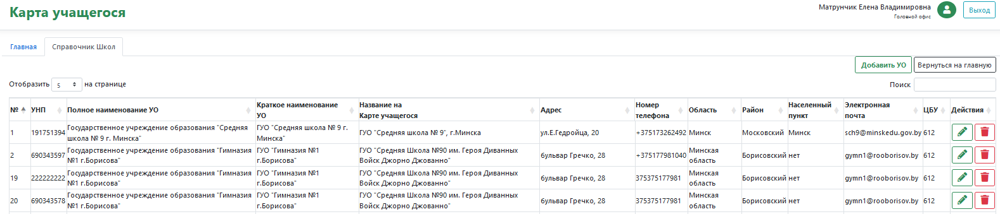 Карта учащегося
Матрунчик Елена Владимировна
Головной офис
Выход
Главная
Справочник Школ
Добавить УО
Вернуться на главную
Отобразить 5 на странице
Поиск
№ УНП Полное наименование УО Краткое наименование УО Название на Карте учащегося Адрес Номер телефона Область Район Населенный пункт Электронная почта ЦБУ Действия
1 191751394 Государственное учреждение образования "Средняя школа № 9 г. Минска" ГУО "Средняя школа № 9 г. Минска" ГУО "Средняя школа № 9", г.Минска ул.Е.Гедройца, 20 +375173262492 Минск Московский Минск sch9@minskedu.gov.by 612
2 690343597 Государственное учреждение образования "Гимназия №1 г.Борисова" ГУО "Гимназия №1 г.Борисова" ГУО "Средняя Школа №90 им. Героя Диванных Войск Джорно Джованно" бульвар Гречко, 28 +375177981040 Минская область Борисовский нет gymn1@rooborisov.by 612
19 222222222 Государственное учреждение образования "Гимназия №1 г.Борисова" ГУО "Гимназия №1 г.Борисова" ГУО "Средняя Школа №90 им. Героя Диванных Войск Джорно Джованно" бульвар Гречко, 28 375375177981 Минская область Борисовский нет gymn1@rooborisov.by 612
20 690343578 Государственное учреждение образования "Гимназия №1 г.Борисова" ГУО "Гимназия №1 г.Борисова" ГУО "Средняя Школа №90 им. Героя Диванных Войск Джорно Джованно" бульвар Гречко, 28 375375177981 Минская область Борисовский нет gymn1@rooborisov.by 612